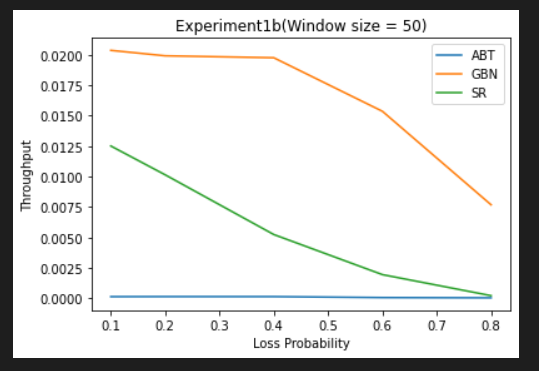 Experiment1b(Window size = 50)
ABT
GBN
SR
0.0200
0.0175
0.0150
0.0125
0.0100
0.0075
0.0050
0.0025
0.0000
Throughput
0.1 0.2 0.3 0.4 0.5 0.6 0.7 0.8
Loss Probability